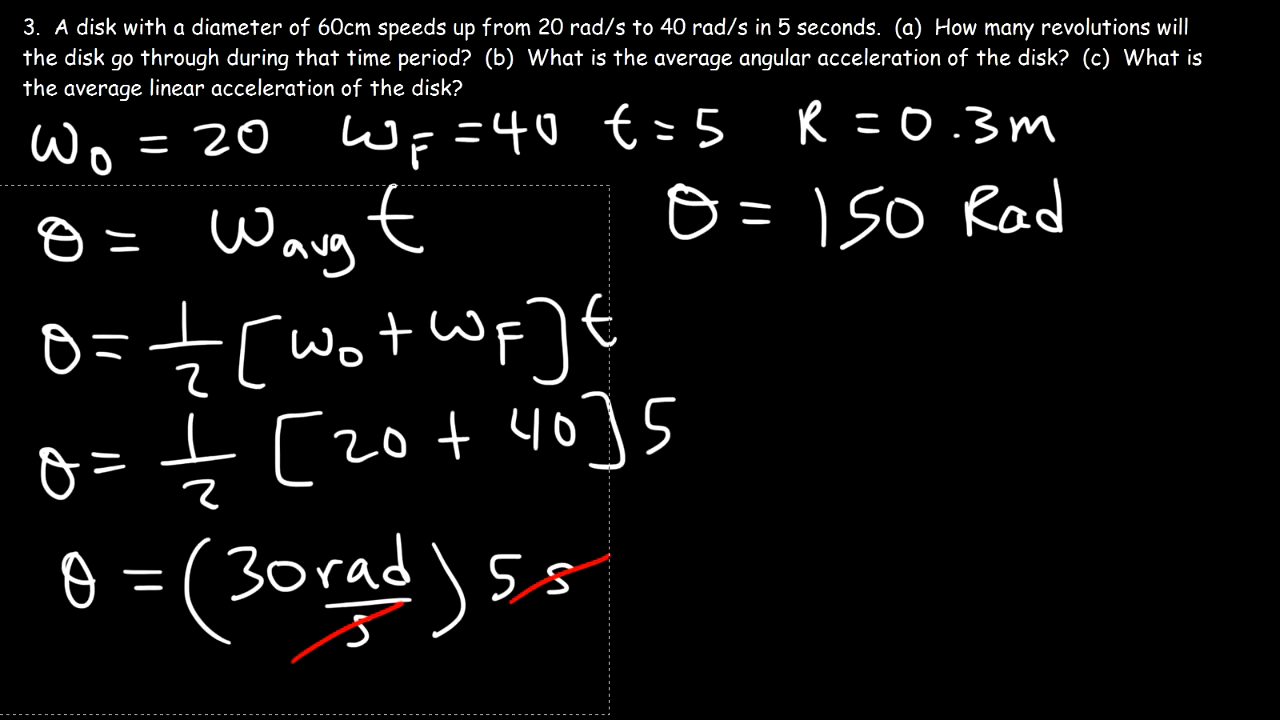 3. A disk with a diameter of 60cm speeds up from 20 rad/s to 40 rad/s in 5 seconds. (a) How many revolutions will
the disk go through during that time period? (b) What is the average angular acceleration of the disk? (c) What is
the average linear acceleration of the disk?
ω₀ = 20 ω_F = 40 t = 5 R = 0.3m
θ = ω_avg t
θ = 150 Rad
θ = 1/2 [ω₀ + ω_F] t
θ = 1/2 [20 + 40] 5
θ = (30 rad/s) 5 s